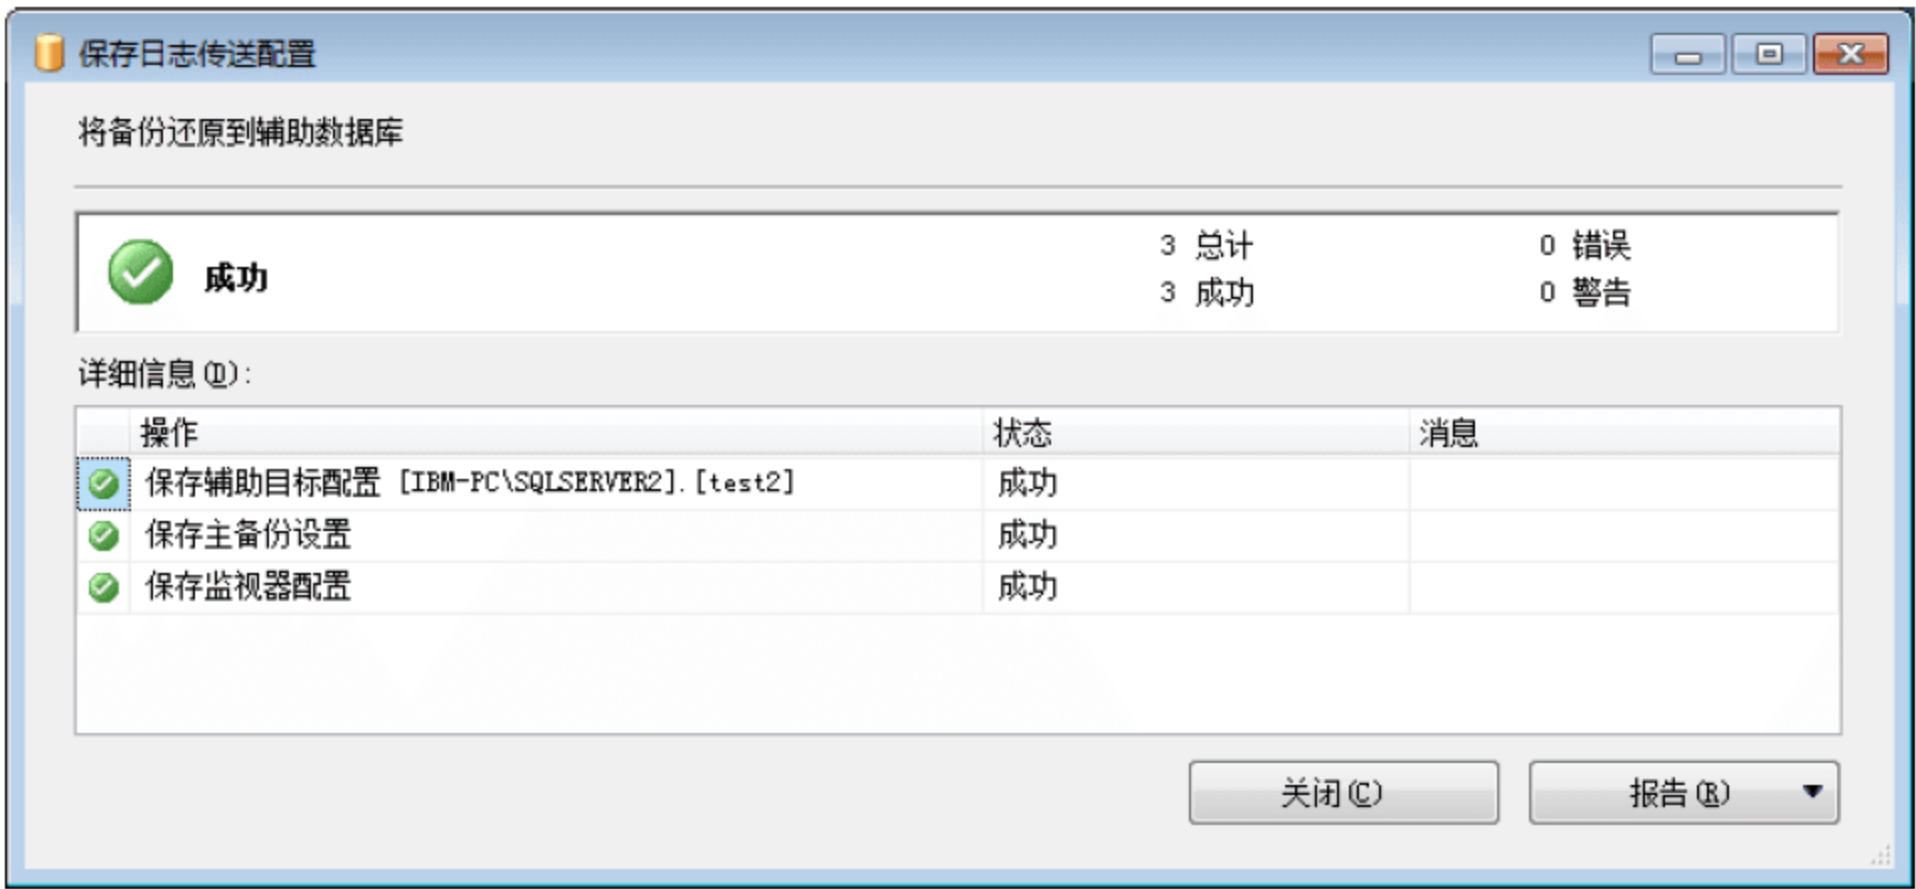 保存日志传送配置
将备份还原到辅助数据库
成功
3 总计 0 错误
3 成功 0 警告
详细信息(D):
操作 状态 消息
保存辅助目标配置 [IBM-PC\SQLSERVER2].[test2] 成功
保存主备份设置 成功
保存监视器配置 成功
关闭(C) 报告(R)